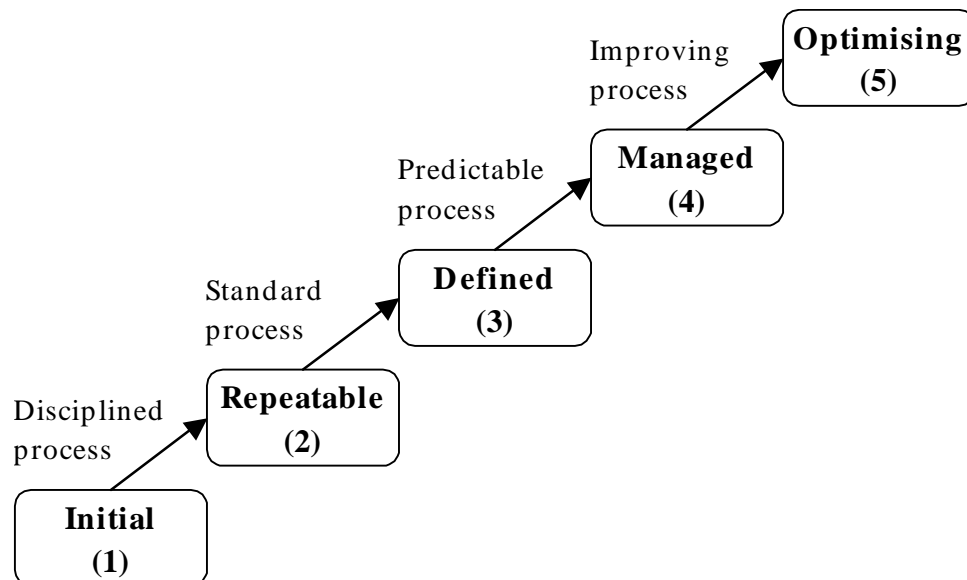 Improving
process
Optimising
(5)
Predictable
process
Managed
(4)
Standard
process
Defined
(3)
Disciplined
process
Repeatable
(2)
Initial
(1)